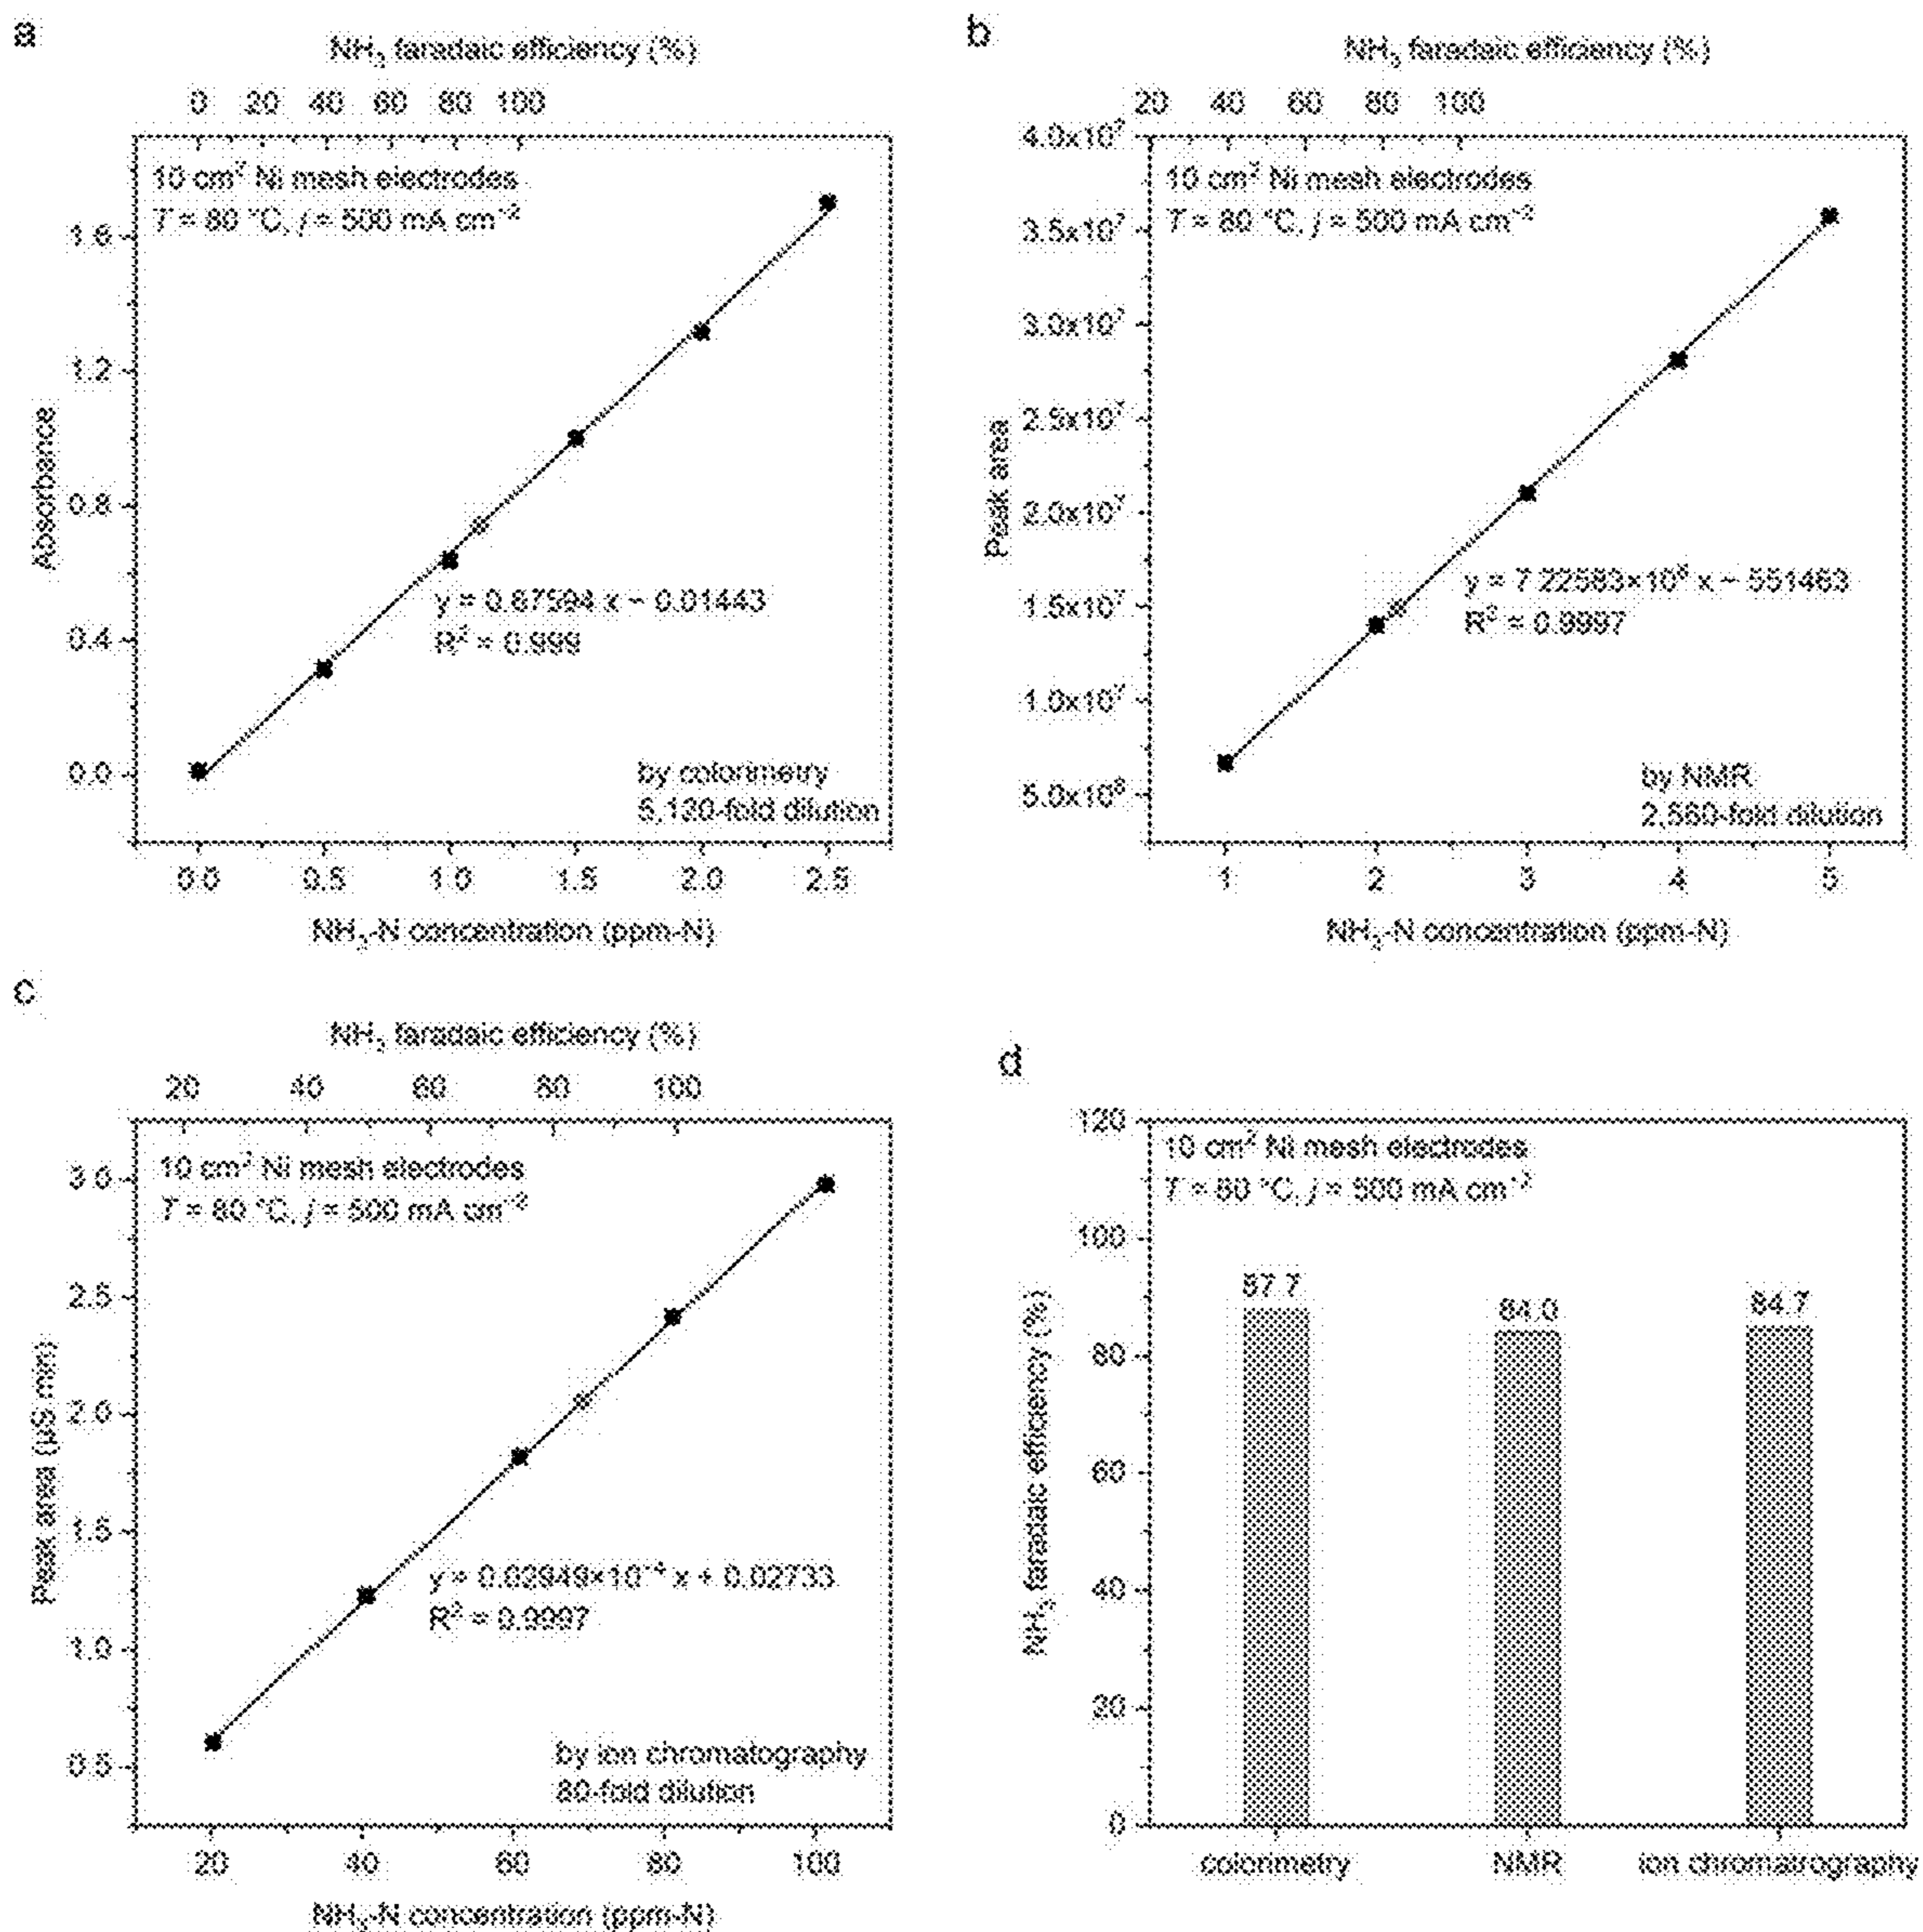 a
NH₃ faradaic efficiency (%)
0 20 40 60 80 100
10 cm² Ni mesh electrodes
T = 80 °C, j = 500 mA cm⁻²
Absorbance
1.6
1.2
0.8
0.4
0.0
y = 0.67594 x − 0.01443
R² = 0.999
by colorimetry
5,120-fold dilution
0.0 0.5 1.0 1.5 2.0 2.5
NH₃-N concentration (ppm-N)
b
NH₃ faradaic efficiency (%)
20 40 60 80 100
10 cm² Ni mesh electrodes
T = 80 °C, j = 500 mA cm⁻²
Peak area
4.0x10⁷
3.5x10⁷
3.0x10⁷
2.5x10⁷
2.0x10⁷
1.5x10⁷
1.0x10⁷
5.0x10⁶
y = 7.22583×10⁶ x − 551463
R² = 0.9997
by NMR
2,560-fold dilution
1 2 3 4 5
NH₃-N concentration (ppm-N)
c
NH₃ faradaic efficiency (%)
20 40 60 80 100
10 cm² Ni mesh electrodes
T = 80 °C, j = 500 mA cm⁻²
Peak area (µS min)
3.0
2.5
2.0
1.5
1.0
0.5
y = 0.02949×10⁻⁴ x + 0.02733
R² = 0.9997
by ion chromatography
80-fold dilution
20 40 60 80 100
NH₃-N concentration (ppm-N)
d
10 cm² Ni mesh electrodes
T = 80 °C, j = 500 mA cm⁻²
NH₃ faradaic efficiency (%)
120
100
80
60
40
20
0
87.7
84.0
84.7
colorimetry NMR ion chromatrography